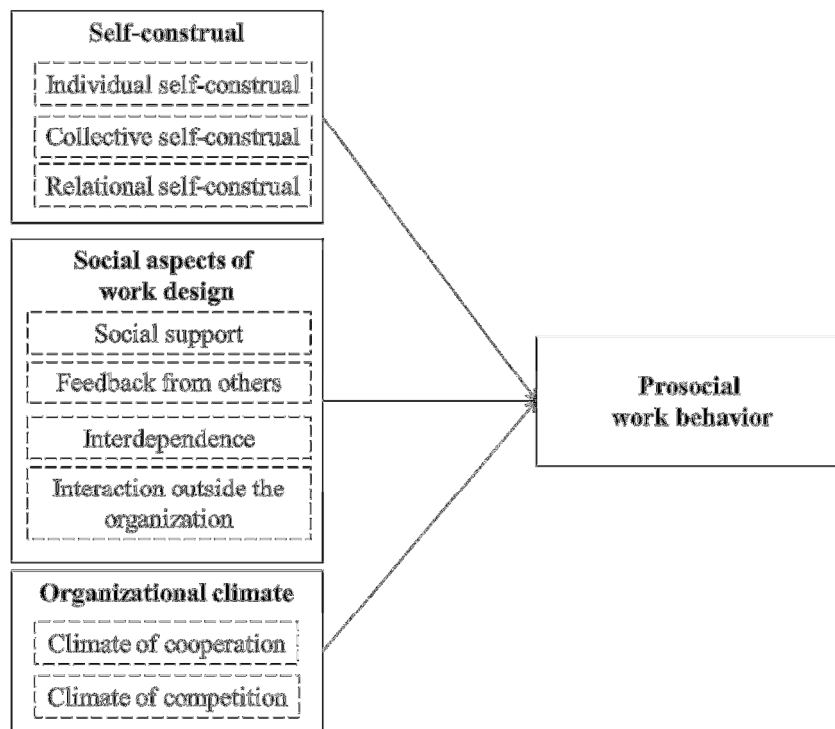 Self-construal
Individual self-construal
Collective self-construal
Relational self-construal
Social aspects of
work design
Social support
Feedback from others
Interdependence
Interaction outside the
organization
Organizational climate
Climate of cooperation
Climate of competition
Prosocial
work behavior